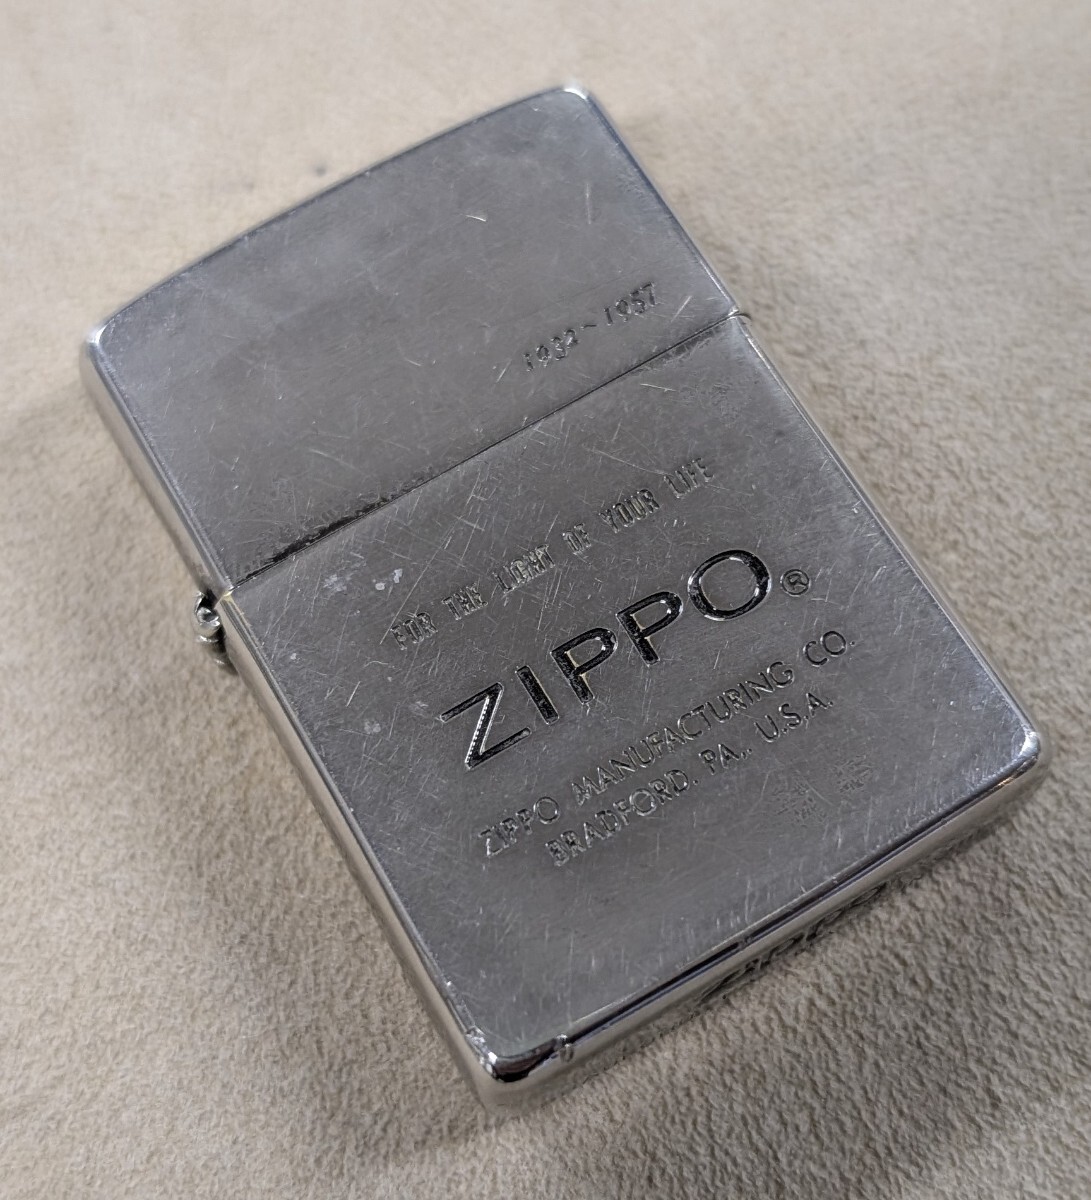 1932~1957
FOR THE LIGHT OF YOUR LIFE
ZIPPO®
ZIPPO MANUFACTURING CO.
BRADFORD. PA,. U.S.A.